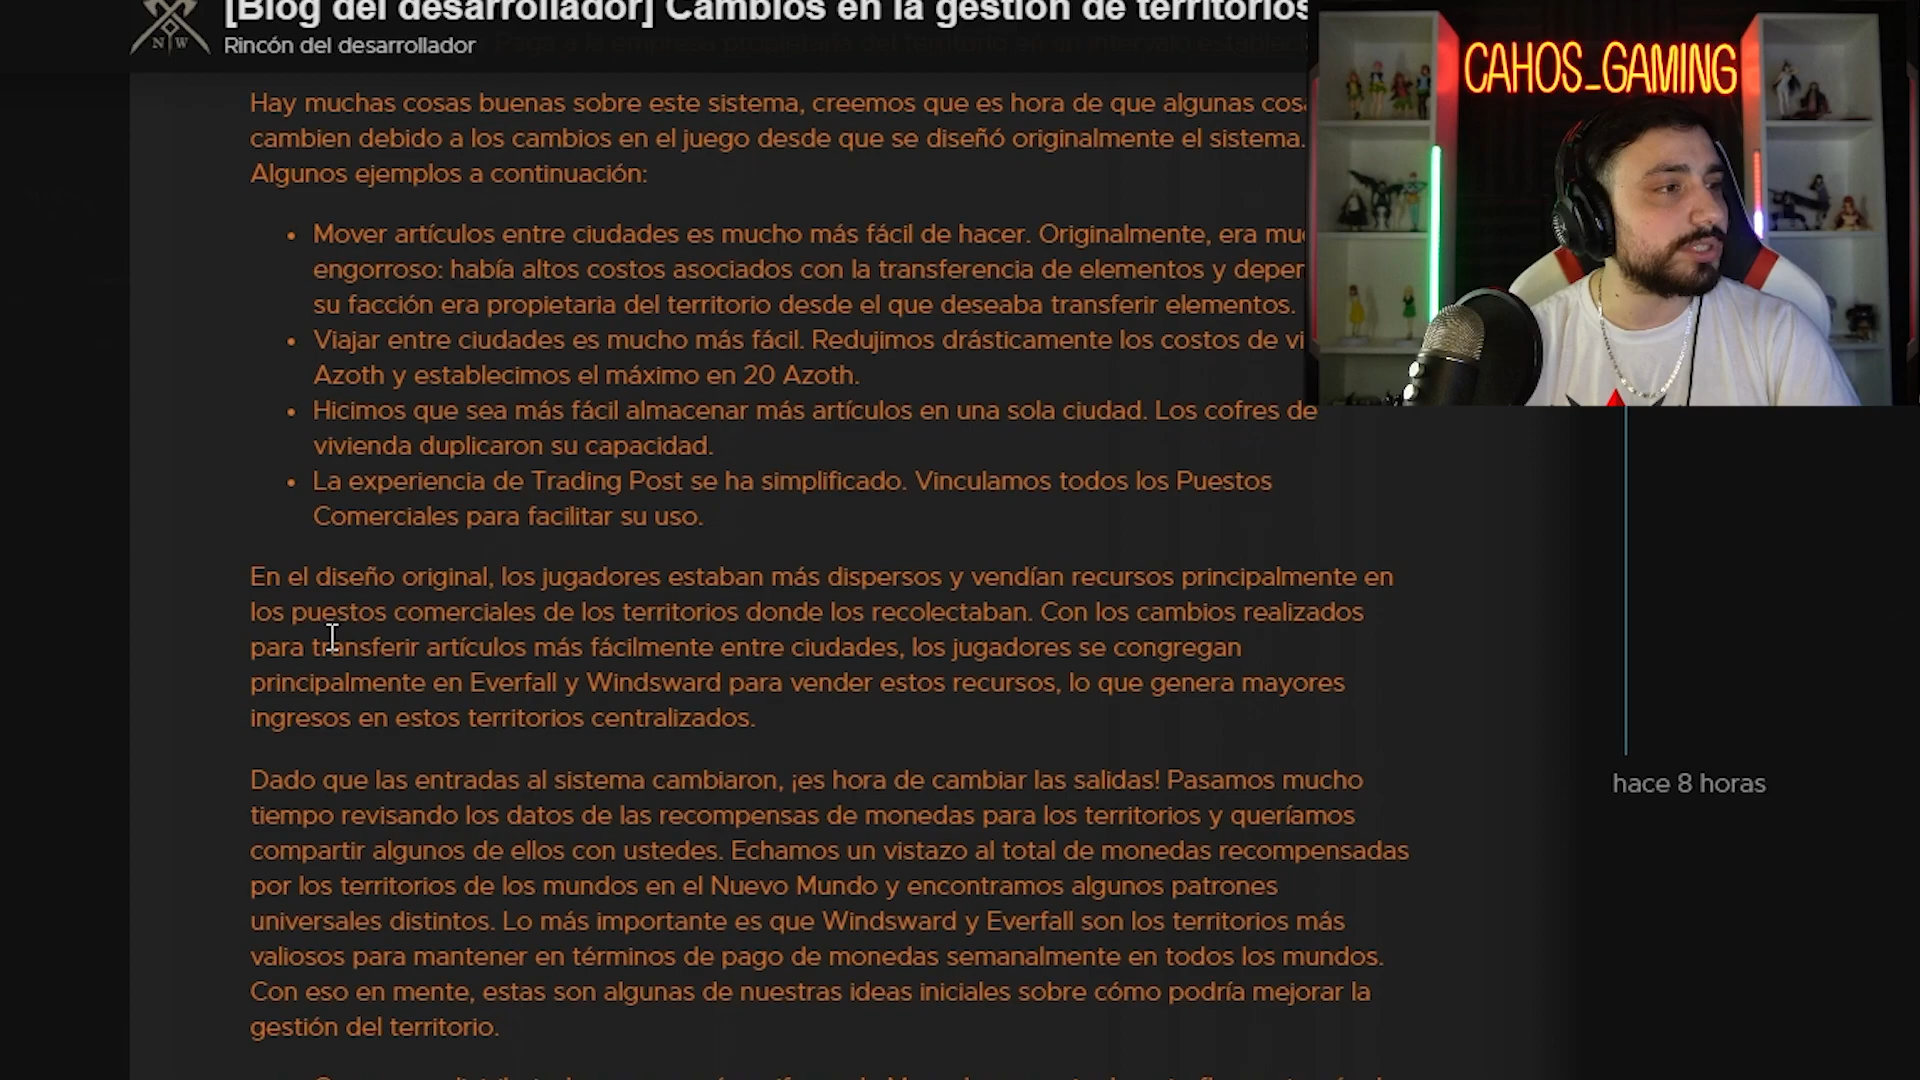 [Blog del desarrollador] Cambios en la gestión de territorios
N W
Rincón del desarrollador
Paga a la empresa propietaria del territorio en un intervalo
CAHOS_GAMING
Hay muchas cosas buenas sobre este sistema, creemos que es hora de que algunas
cambien debido a los cambios en el juego desde que se diseñó originalmente el sistema.
Algunos ejemplos a continuación:
• Mover artículos entre ciudades es mucho más fácil de hacer. Originalmente, era
engorroso: había altos costos asociados con la transferencia de elementos y
su facción era propietaria del territorio desde el que deseaba transferir elementos.
• Viajar entre ciudades es mucho más fácil. Redujimos drásticamente los costos de
Azoth y establecimos el máximo en 20 Azoth.
• Hicimos que sea más fácil almacenar más artículos en una sola ciudad. Los cofres de
vivienda duplicaron su capacidad.
• La experiencia de Trading Post se ha simplificado. Vinculamos todos los Puestos
Comerciales para facilitar su uso.
En el diseño original, los jugadores estaban más dispersos y vendían recursos principalmente en
los puestos comerciales de los territorios donde los recolectaban. Con los cambios realizados
para transferir artículos más fácilmente entre ciudades, los jugadores se congregan
principalmente en Everfall y Windsward para vender estos recursos, lo que genera mayores
ingresos en estos territorios centralizados.
Dado que las entradas al sistema cambiaron, ¡es hora de cambiar las salidas! Pasamos mucho
tiempo revisando los datos de las recompensas de monedas para los territorios y queríamos
compartir algunos de ellos con ustedes. Echamos un vistazo al total de monedas recompensadas
por los territorios de los mundos en el Nuevo Mundo y encontramos algunos patrones
universales distintos. Lo más importante es que Windsward y Everfall son los territorios más
valiosos para mantener en términos de pago de monedas semanalmente en todos los mundos.
Con eso en mente, estas son algunas de nuestras ideas iniciales sobre cómo podría mejorar la
gestión del territorio.
hace 8 horas